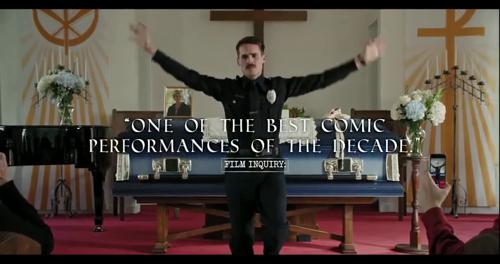 "ONE OF THE BEST COMIC
PERFORMANCES OF THE DECADE."
FILM INQUIRY